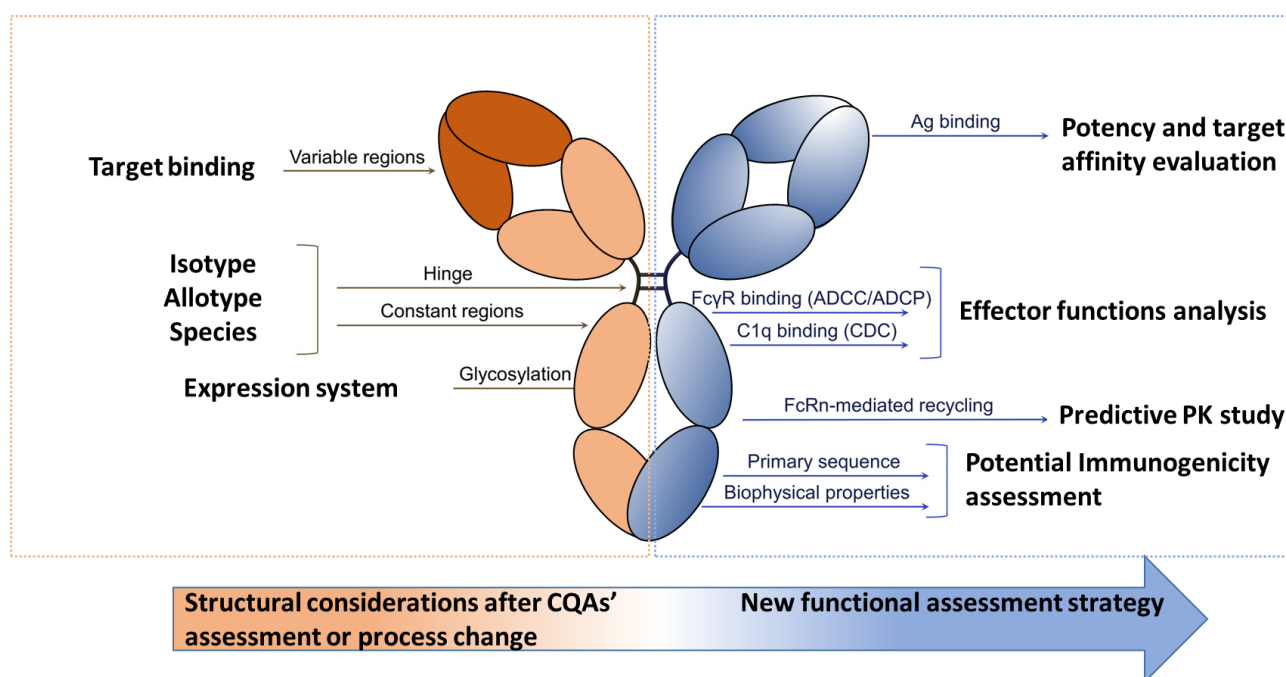 Target binding
Variable regions
Isotype
Allotype
Species
Hinge
Constant regions
Expression system
Glycosylation
Ag binding
Potency and target
affinity evaluation
FcγR binding (ADCC/ADCP)
C1q binding (CDC)
Effector functions analysis
FcRn-mediated recycling
Predictive PK study
Primary sequence
Biophysical properties
Potential Immunogenicity
assessment
Structural considerations after CQAs’
assessment or process change
New functional assessment strategy